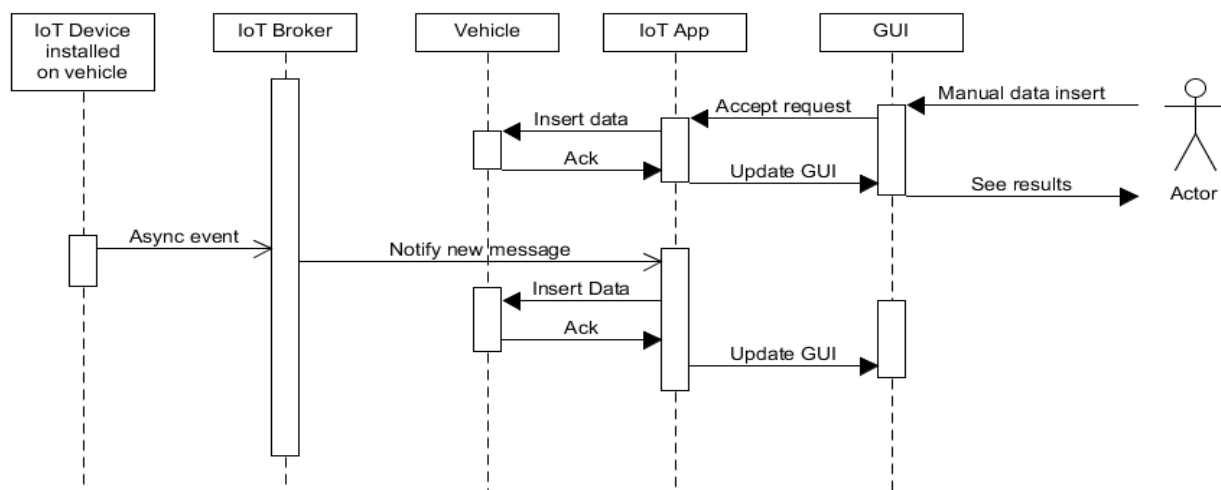 IoT Device
installed
on vehicle
IoT Broker
Vehicle
IoT App
GUI
Manual data insert
Accept request
Insert data
Ack
Update GUI
See results
Actor
Async event
Notify new message
Insert Data
Ack
Update GUI